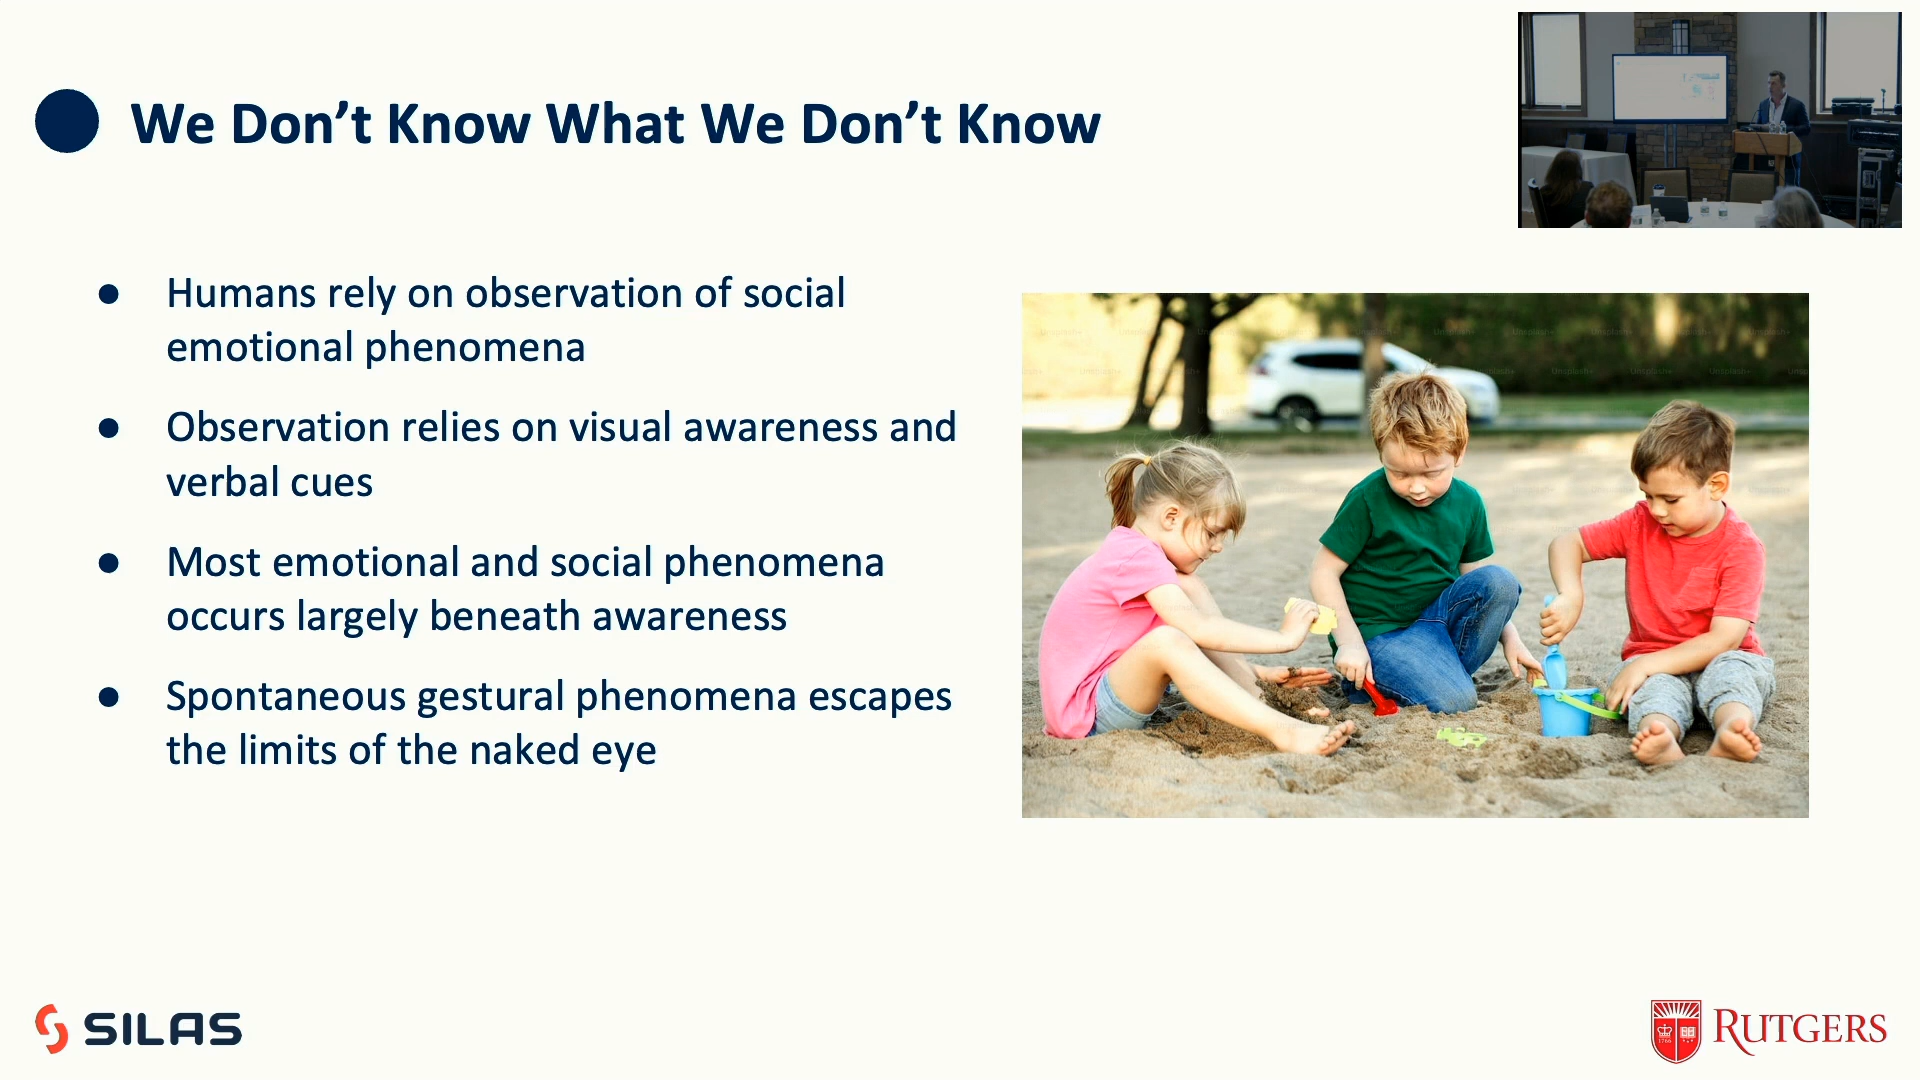 We Don’t Know What We Don’t Know
● Humans rely on observation of social
emotional phenomena
● Observation relies on visual awareness and
verbal cues
● Most emotional and social phenomena
occurs largely beneath awareness
● Spontaneous gestural phenomena escapes
the limits of the naked eye
SILAS
1766
RUTGERS